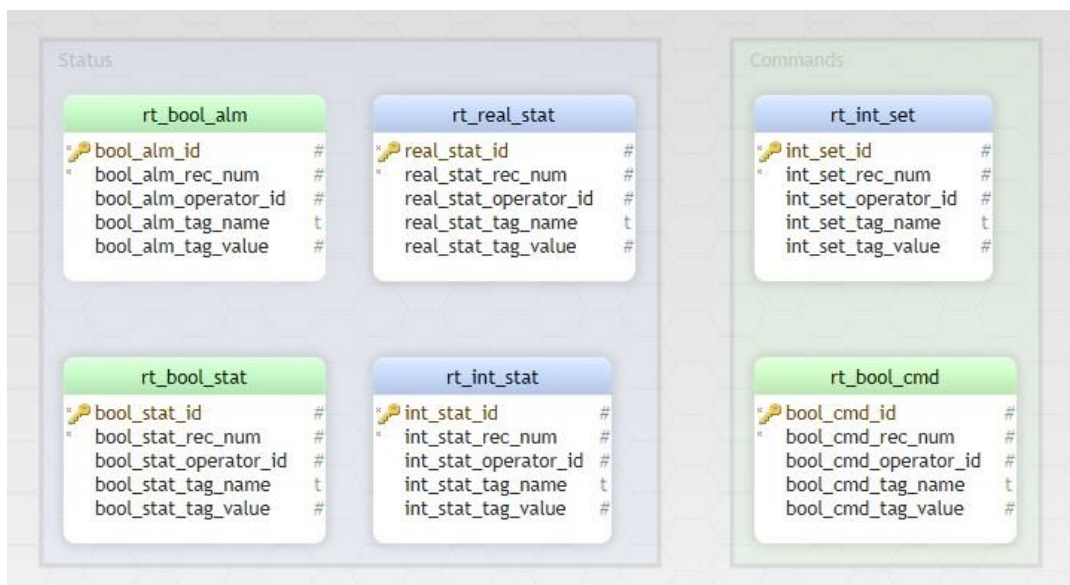 Status
rt_bool_alm
bool_alm_id #
bool_alm_rec_num #
bool_alm_operator_id #
bool_alm_tag_name t
bool_alm_tag_value #
rt_real_stat
real_stat_id #
real_stat_rec_num #
real_stat_operator_id #
real_stat_tag_name t
real_stat_tag_value #
rt_bool_stat
bool_stat_id #
bool_stat_rec_num #
bool_stat_operator_id #
bool_stat_tag_name t
bool_stat_tag_value #
rt_int_stat
int_stat_id #
int_stat_rec_num #
int_stat_operator_id #
int_stat_tag_name t
int_stat_tag_value #
Commands
rt_int_set
int_set_id #
int_set_rec_num #
int_set_operator_id #
int_set_tag_name t
int_set_tag_value #
rt_bool_cmd
bool_cmd_id #
bool_cmd_rec_num #
bool_cmd_operator_id #
bool_cmd_tag_name t
bool_cmd_tag_value #